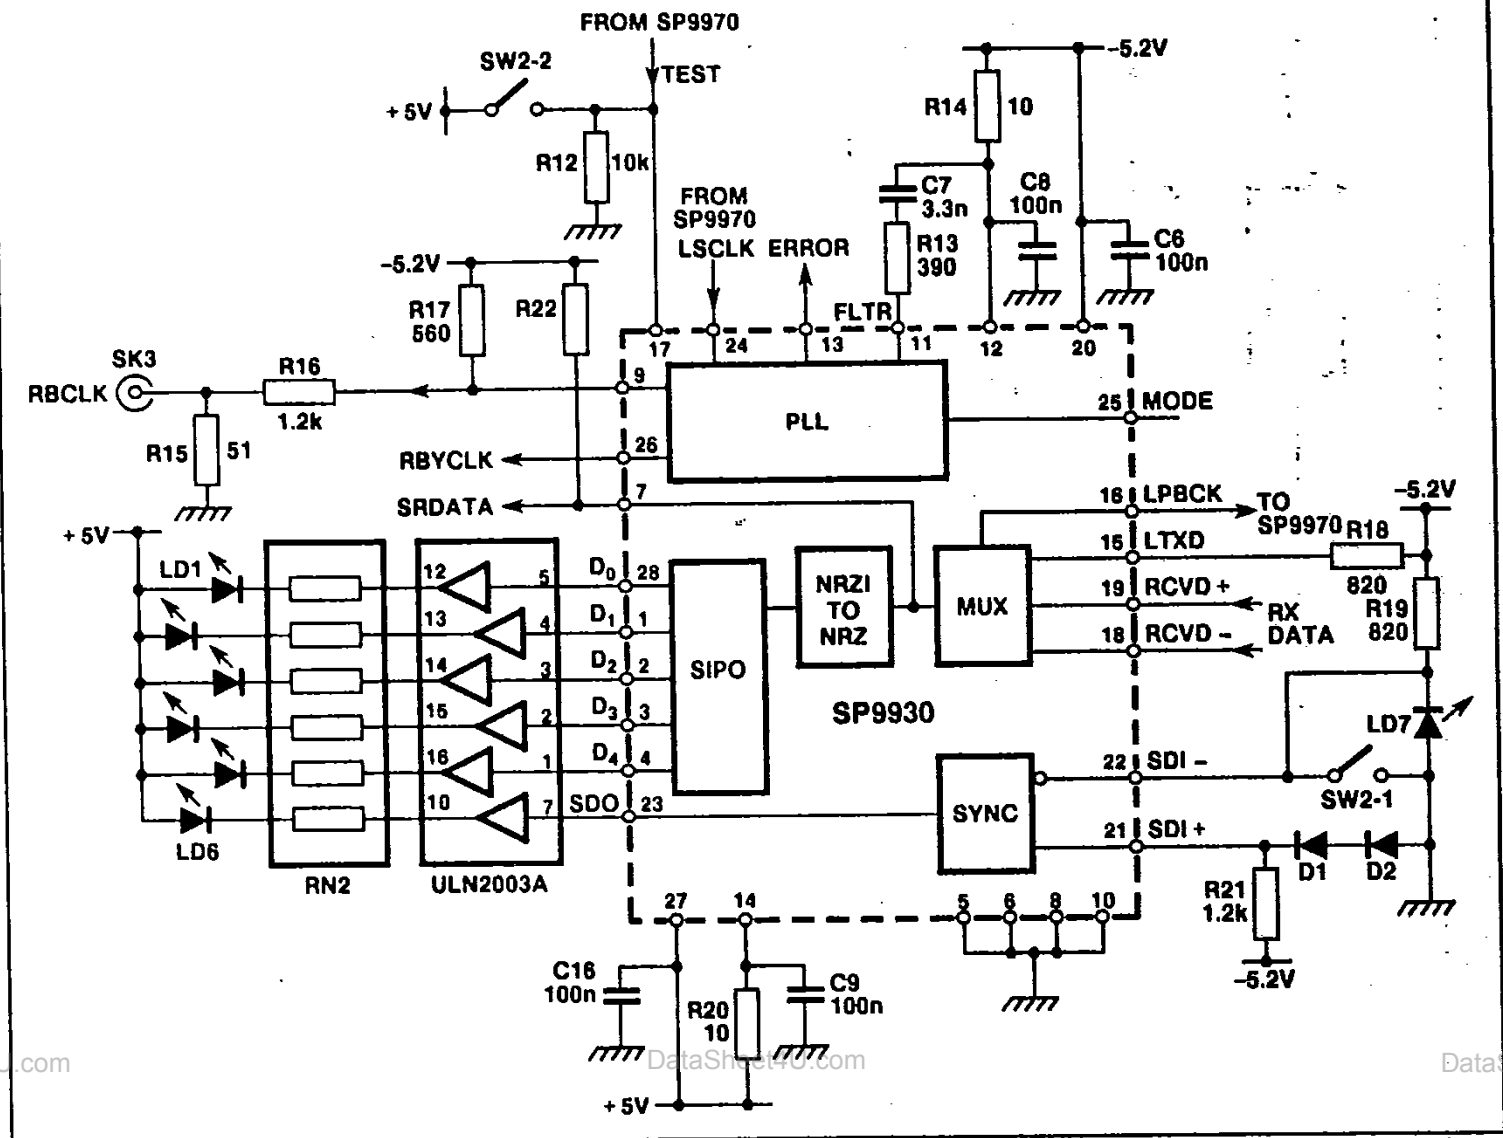 FROM SP9970
TEST
SW2-2
+ 5V
R12 10k
–5.2V
R14 10
C7
3.3n
C8
100n
R13
390
C6
100n
FROM
SP9970
LSCLK ERROR
FLTR
–5.2V
R17
560
R22
17 24 13 11 12 20
SK3
RBCLK
R16
1.2k
R15 51
9
PLL
25 MODE
RBYCLK 26
SRDATA 7
16 LPBCK
TO
SP9970
–5.2V
R18
820
15 LTXD
19 RCVD +
18 RCVD –
RX
DATA
R19
820
+ 5V
LD1
12 5 D0 28
13 4 D1 1
14 3 D2 2
15 2 D3 3
16 1 D4 4
10 7 SDO 23
LD6
RN2
ULN2003A
SIPO
NRZI
TO
NRZ
MUX
SP9930
SYNC
22 SDI –
21 SDI +
LD7
SW2-1
D1 D2
R21
1.2k
–5.2V
27 14 5 6 8 10
C16
100n
R20
10
C9
100n
+ 5V
U.com
DataSheet4U.com
Data